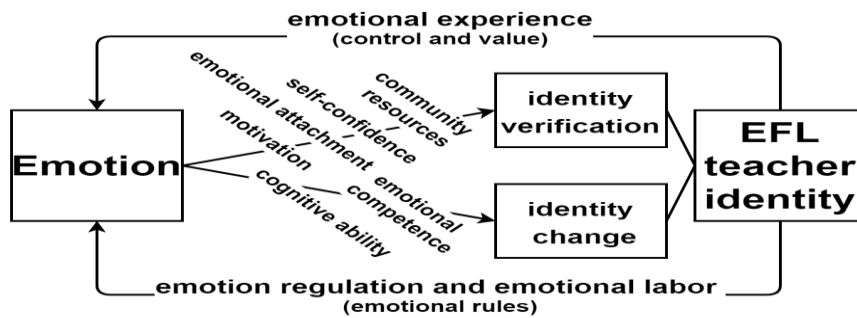 emotional experience
(control and value)
Emotion
emotional attachment
self-confidence
community
resources
motivation
cognitive ability
emotional
competence
identity
verification
identity
change
EFL
teacher
identity
emotion regulation and emotional labor
(emotional rules)